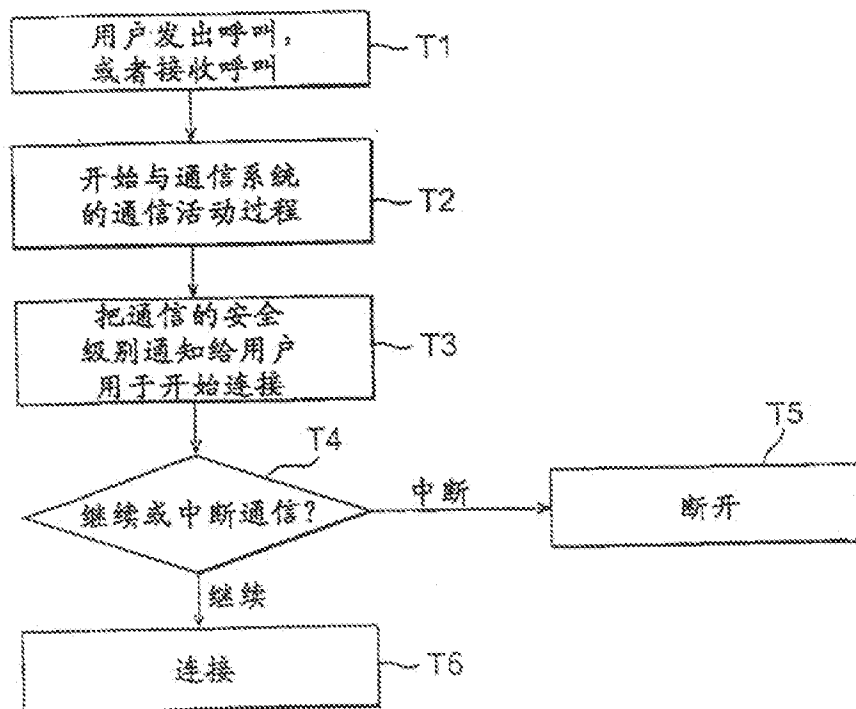 用户发出呼叫,
或者接收呼叫
T1
开始与通信系统
的通信活动过程
T2
把通信的安全
级别通知给用户
用于开始连接
T3
T4
继续或中断通信?
中断
T5
断开
继续
连接
T6